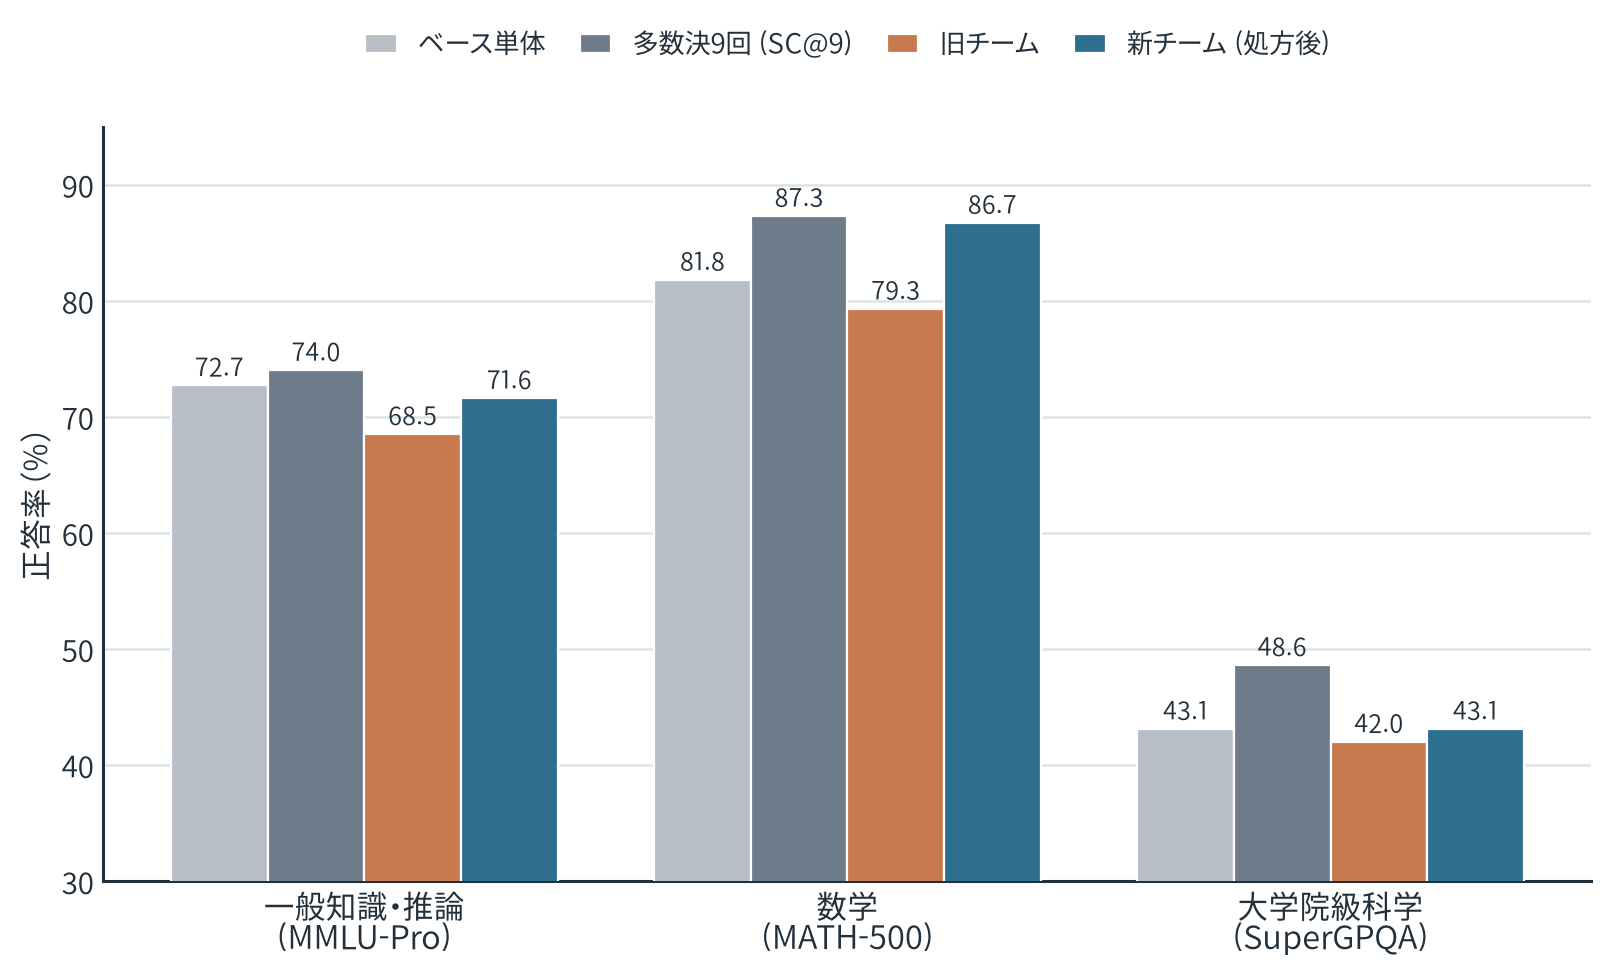 ベース単体
多数決9回 (SC@9)
旧チーム
新チーム (処方後)
正答率 (%)
90
80
70
60
50
40
30
72.7
74.0
68.5
71.6
81.8
87.3
79.3
86.7
43.1
48.6
42.0
43.1
一般知識・推論
(MMLU-Pro)
数学
(MATH-500)
大学院級科学
(SuperGPQA)